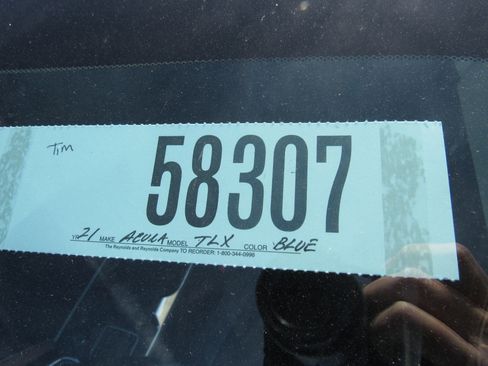 Tim
58307
YR 21 MAKE ACURA MODEL TLX COLOR BLUE
The Reynolds and Reynolds Company TO REORDER: 1-800-344-0996